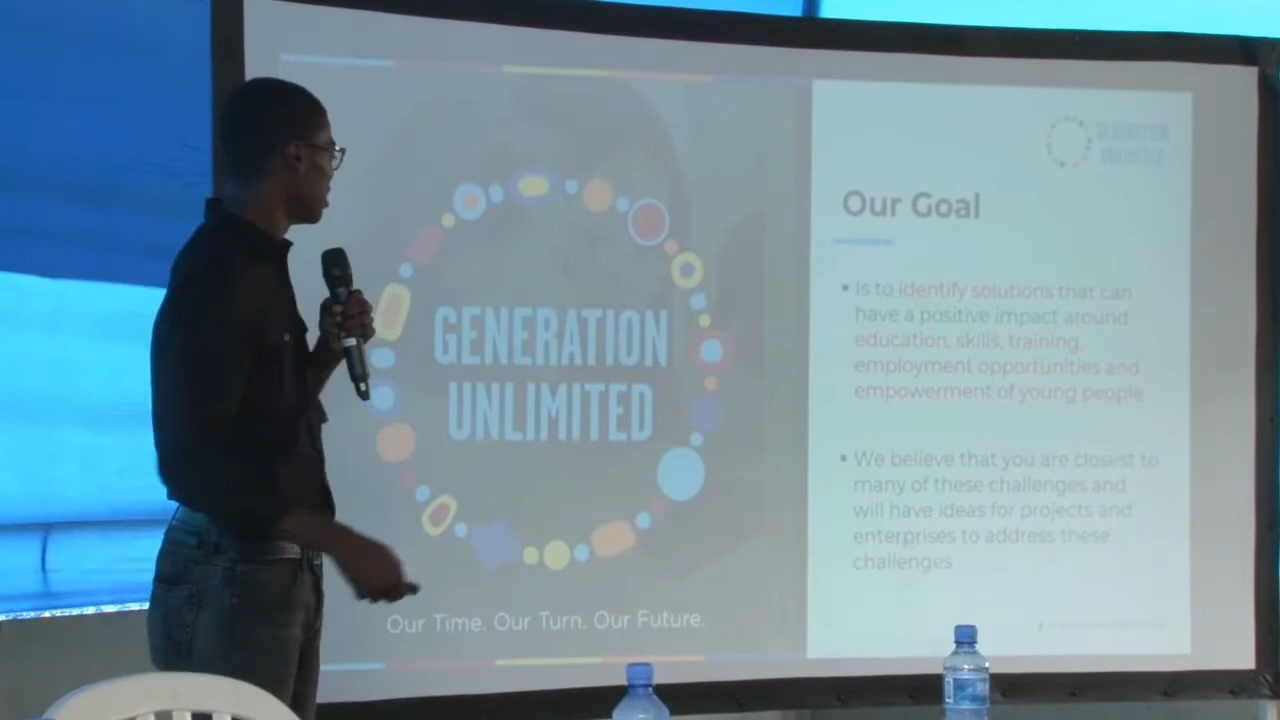 GENERATION
UNLIMITED
Our Time. Our Turn. Our Future.
GENERATION
UNLIMITED
Our Goal
• Is to identify solutions that can
have a positive impact around
education, skills, training,
employment opportunities and
empowerment of young people
• We believe that you are closest to
many of these challenges and
will have ideas for projects and
enterprises to address these
challenges